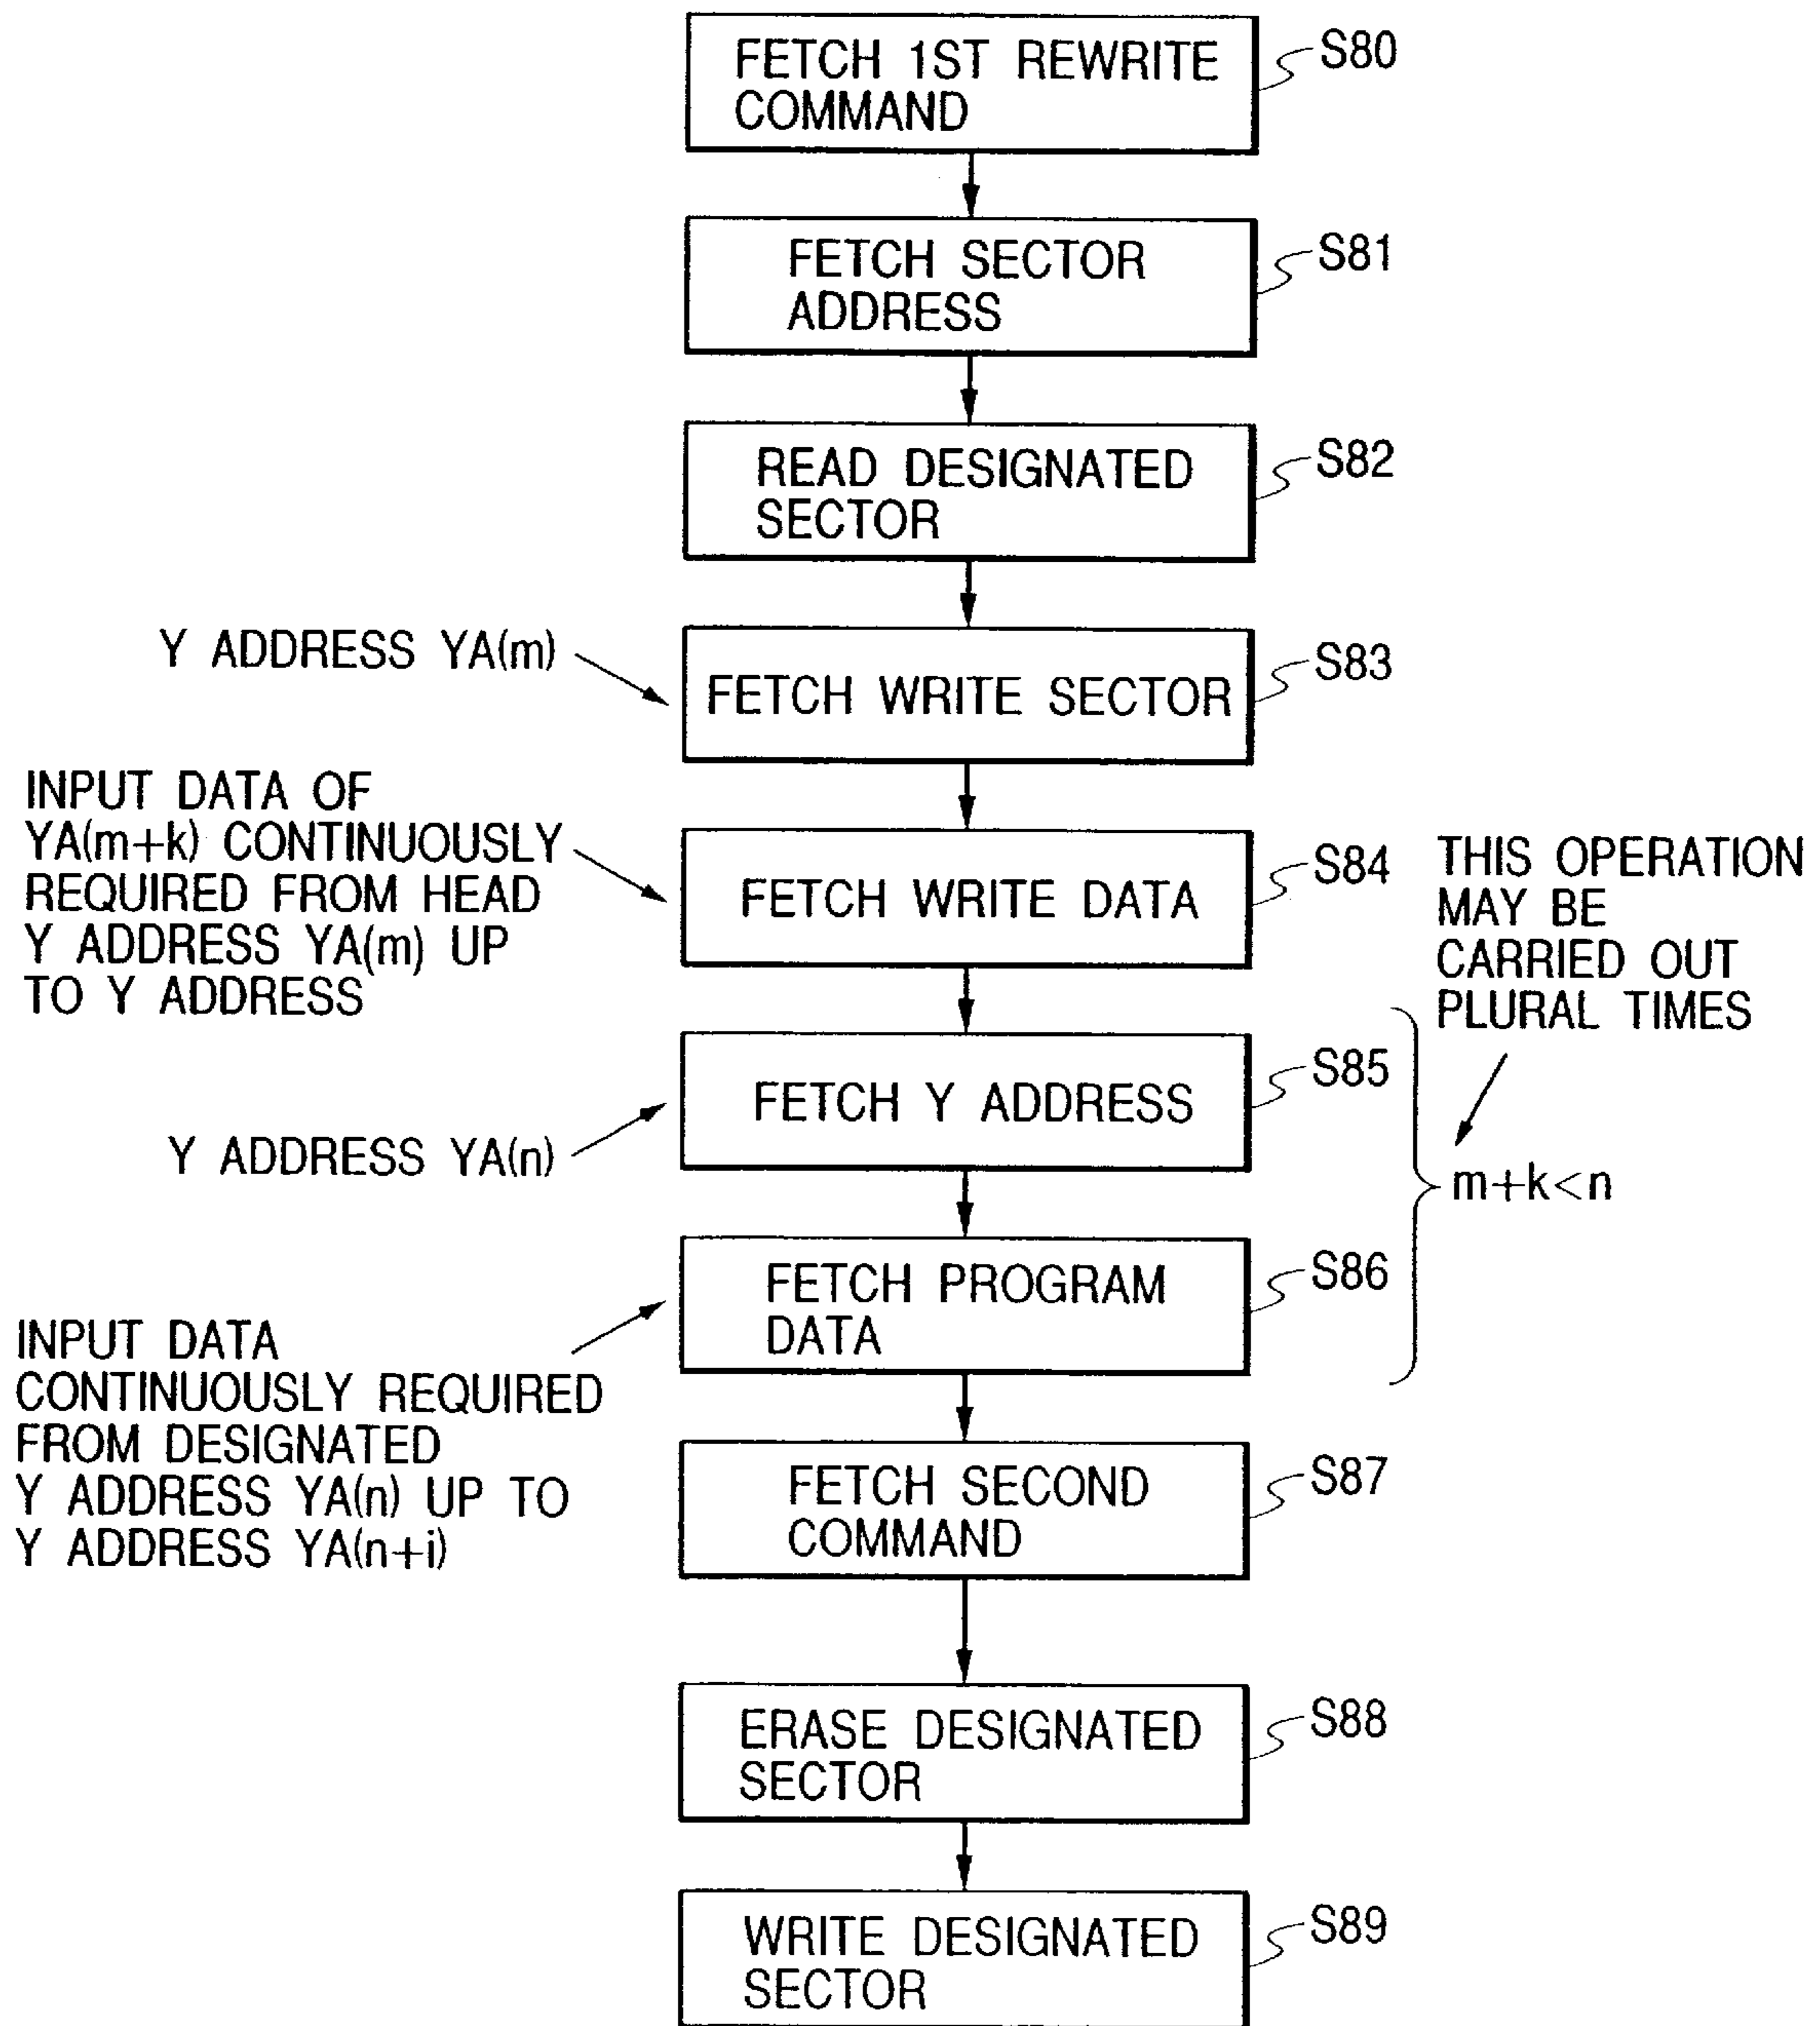 FETCH 1ST REWRITE
COMMAND
S80
FETCH SECTOR
ADDRESS
S81
READ DESIGNATED
SECTOR
S82
Y ADDRESS YA(m)
FETCH WRITE SECTOR
S83
INPUT DATA OF
YA(m+k) CONTINUOUSLY
REQUIRED FROM HEAD
Y ADDRESS YA(m) UP
TO Y ADDRESS
FETCH WRITE DATA
S84
THIS OPERATION
MAY BE
CARRIED OUT
PLURAL TIMES
Y ADDRESS YA(n)
FETCH Y ADDRESS
S85
m+k<n
INPUT DATA
CONTINUOUSLY REQUIRED
FROM DESIGNATED
Y ADDRESS YA(n) UP TO
Y ADDRESS YA(n+i)
FETCH PROGRAM
DATA
S86
FETCH SECOND
COMMAND
S87
ERASE DESIGNATED
SECTOR
S88
WRITE DESIGNATED
SECTOR
S89